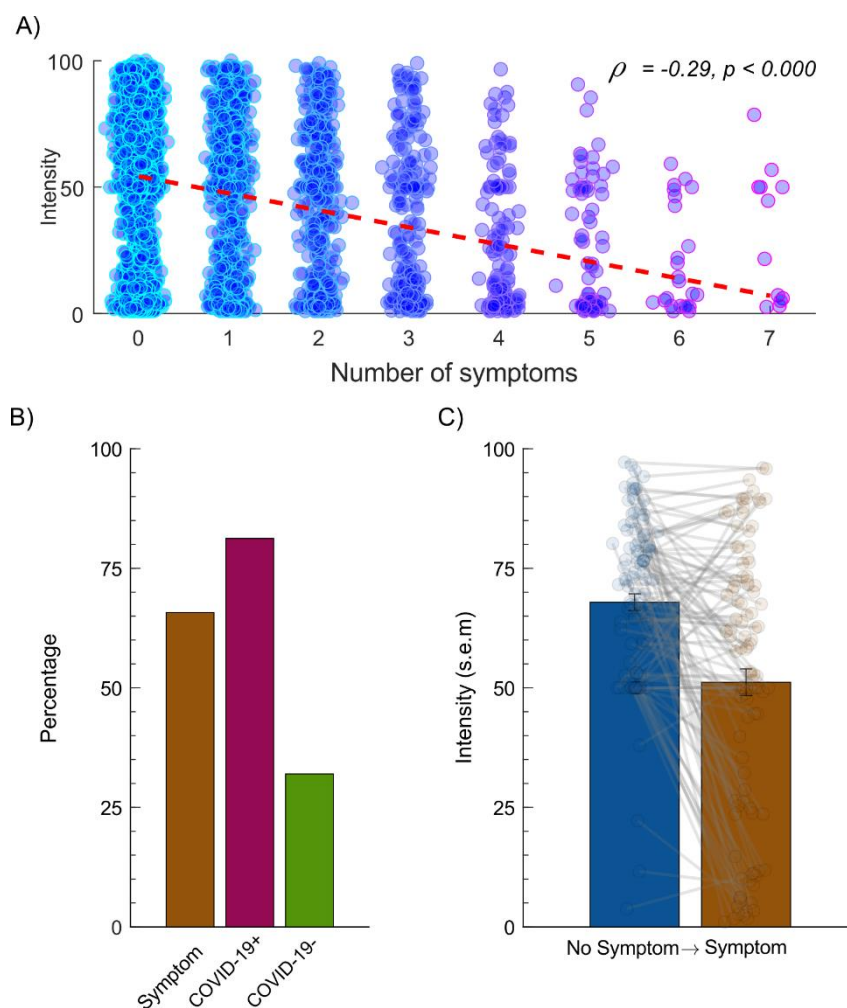 A)
100
50
0
Intensity
ρ = -0.29, p < 0.000
0 1 2 3 4 5 6 7
Number of symptoms
B)
100
75
50
25
0
Percentage
Symptom
COVID-19+
COVID-19-
C)
100
75
50
25
0
Intensity (s.e.m)
No Symptom → Symptom